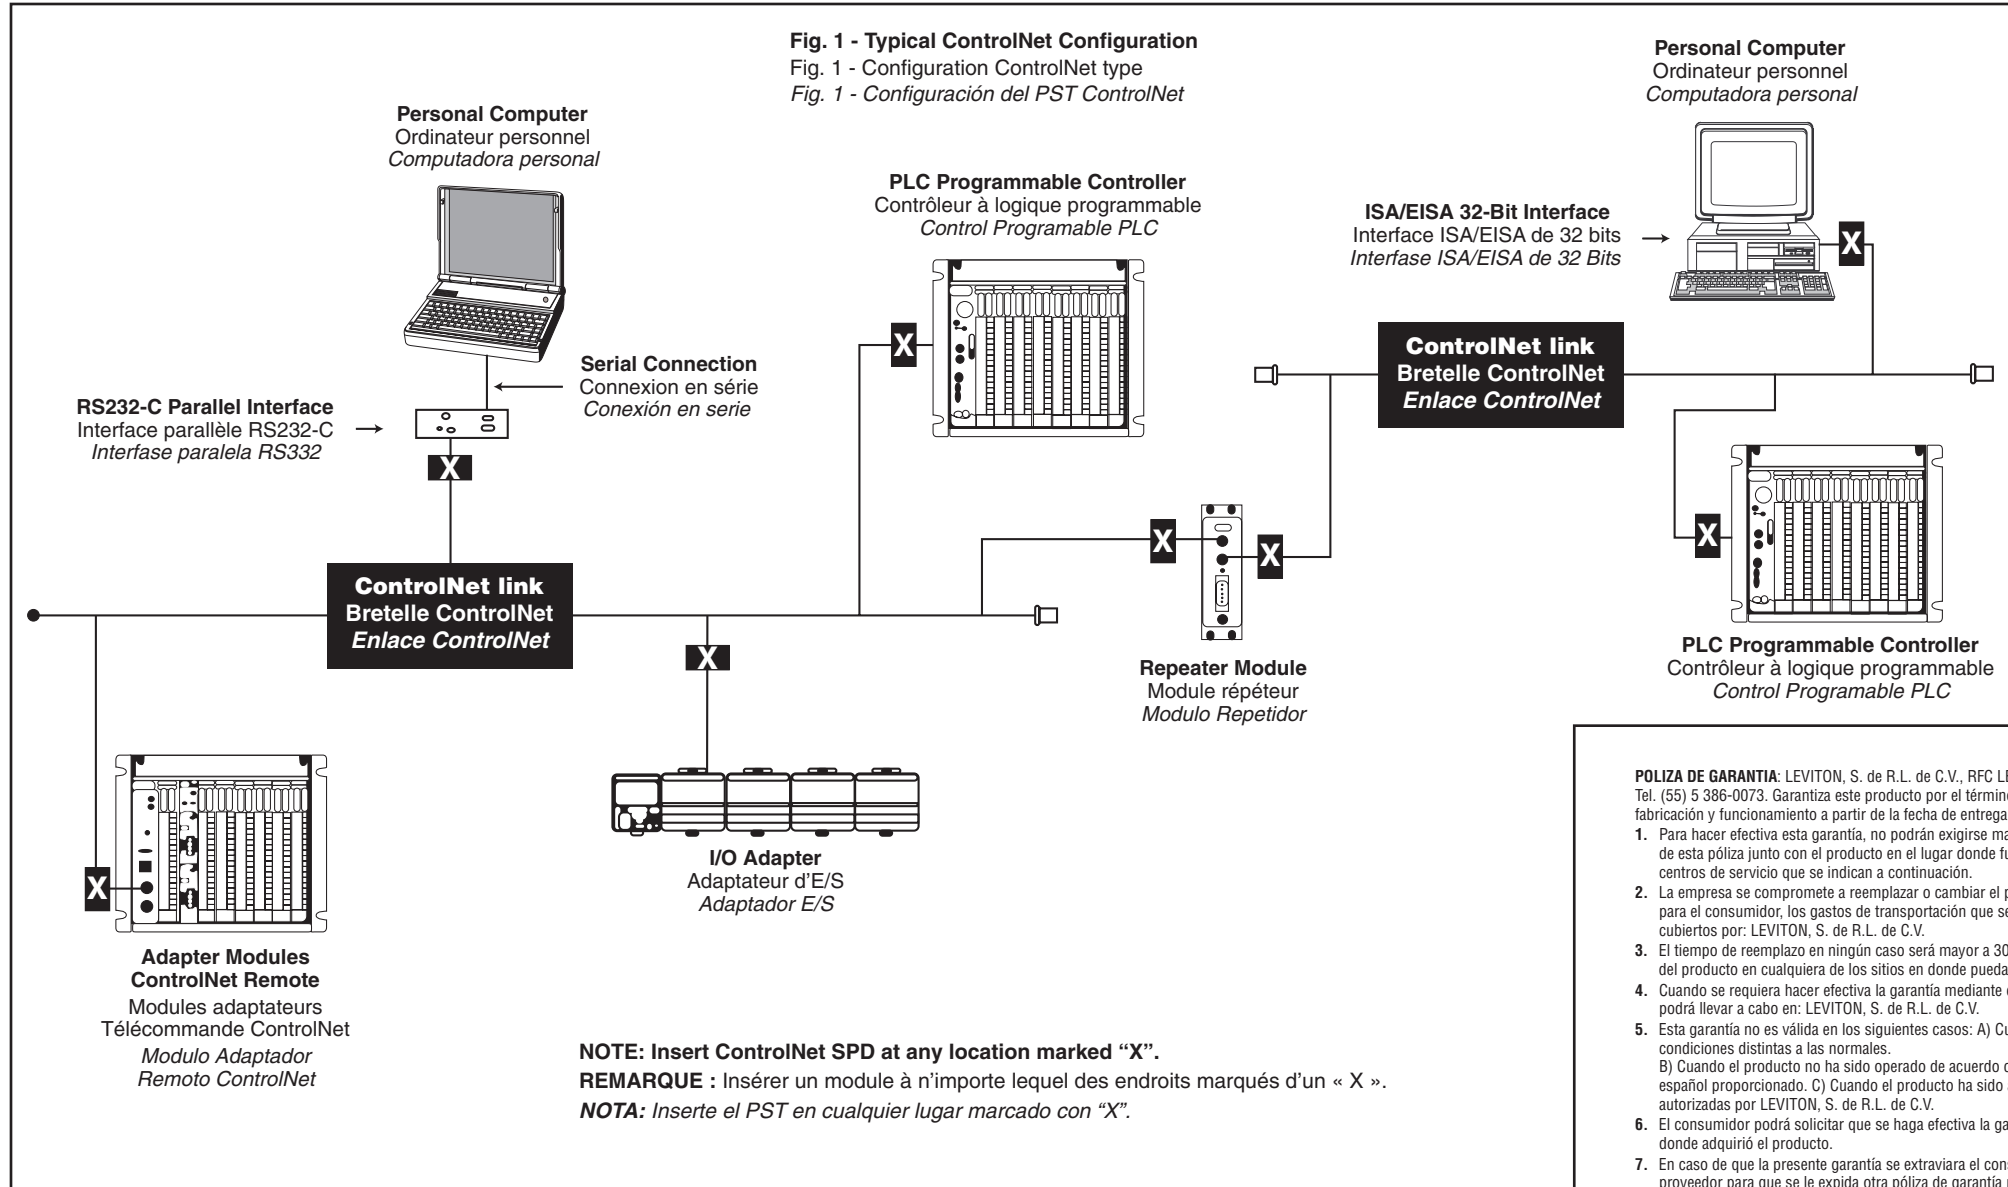 Fig. 1 - Typical ControlNet Configuration
Fig. 1 - Configuration ControlNet type
Fig. 1 - Configuración del PST ControlNet
Personal Computer
Ordinateur personnel
Computadora personal
Personal Computer
Ordinateur personnel
Computadora personal
PLC Programmable Controller
Contrôleur à logique programmable
Control Programable PLC
ISA/EISA 32-Bit Interface
Interface ISA/EISA de 32 bits
Interfase ISA/EISA de 32 Bits
X
X
ControlNet link
Bretelle ControlNet
Enlace ControlNet
Serial Connection
Connexion en série
Conexión en serie
RS232-C Parallel Interface
Interface parallèle RS232-C
Interfase paralela RS332
X
X
X
X
ControlNet link
Bretelle ControlNet
Enlace ControlNet
X
PLC Programmable Controller
Contrôleur à logique programmable
Control Programable PLC
Repeater Module
Module répéteur
Modulo Repetidor
I/O Adapter
Adaptateur d'E/S
Adaptador E/S
X
Adapter Modules
ControlNet Remote
Modules adaptateurs
Télécommande ControlNet
Modulo Adaptador
Remoto ControlNet
NOTE: Insert ControlNet SPD at any location marked “X”.
REMARQUE : Insérer un module à n’importe lequel des endroits marqués d’un « X ».
NOTA: Inserte el PST en cualquier lugar marcado con “X”.
POLIZA DE GARANTIA: LEVITON, S. de R.L. de C.V., RFC
Tel. (55) 5 386-0073. Garantiza este producto por el
fabricación y funcionamiento a partir de la fecha de entrega
1. Para hacer efectiva esta garantía, no podrán exigirse
de esta póliza junto con el producto en el lugar donde
centros de servicio que se indican a continuación.
2. La empresa se compromete a reemplazar o cambiar el
para el consumidor, los gastos de transportación que
cubiertos por: LEVITON, S. de R.L. de C.V.
3. El tiempo de reemplazo en ningún caso será mayor a 30
del producto en cualquiera de los sitios en donde
4. Cuando se requiera hacer efectiva la garantía mediante
podrá llevar a cabo en: LEVITON, S. de R.L. de C.V.
5. Esta garantía no es válida en los siguientes casos: A)
condiciones distintas a las normales.
B) Cuando el producto no ha sido operado de acuerdo
español proporcionado. C) Cuando el producto ha sido
autorizadas por LEVITON, S. de R.L. de C.V.
6. El consumidor podrá solicitar que se haga efectiva la
donde adquirió el producto.
7. En caso de que la presente garantía se extraviara el
proveedor para que se le expida otra póliza de garantía